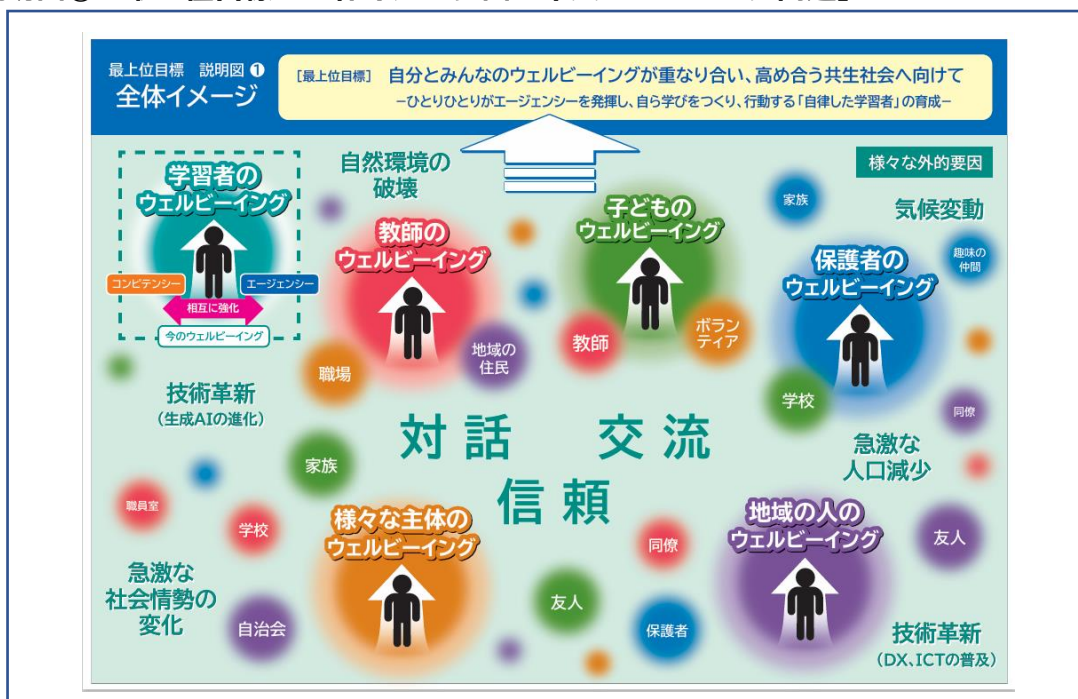 最上位目標 説明図❶
全体イメージ
[最上位目標] 自分とみんなのウェルビーイングが重なり合い、高め合う共生社会へ向けて
−ひとりひとりがエージェンシーを発揮し、自ら学びをつくり、行動する「自律した学習者」の育成−
様々な外的要因
学習者の
ウェルビーイング
コンピテンシー
エージェンシー
相互に強化
今のウェルビーイング
自然環境の
破壊
教師の
ウェルビーイング
職場
地域の
住民
子どもの
ウェルビーイング
教師
ボラン
ティア
家族
気候変動
趣味の
仲間
保護者の
ウェルビーイング
学校
同僚
技術革新
(生成AIの進化)
対話 交流
信頼
急激な
人口減少
家族
職員室
学校
様々な主体の
ウェルビーイング
急激な
社会情勢の
変化
自治会
友人
同僚
保護者
地域の人の
ウェルビーイング
友人
技術革新
(DX、ICTの普及)